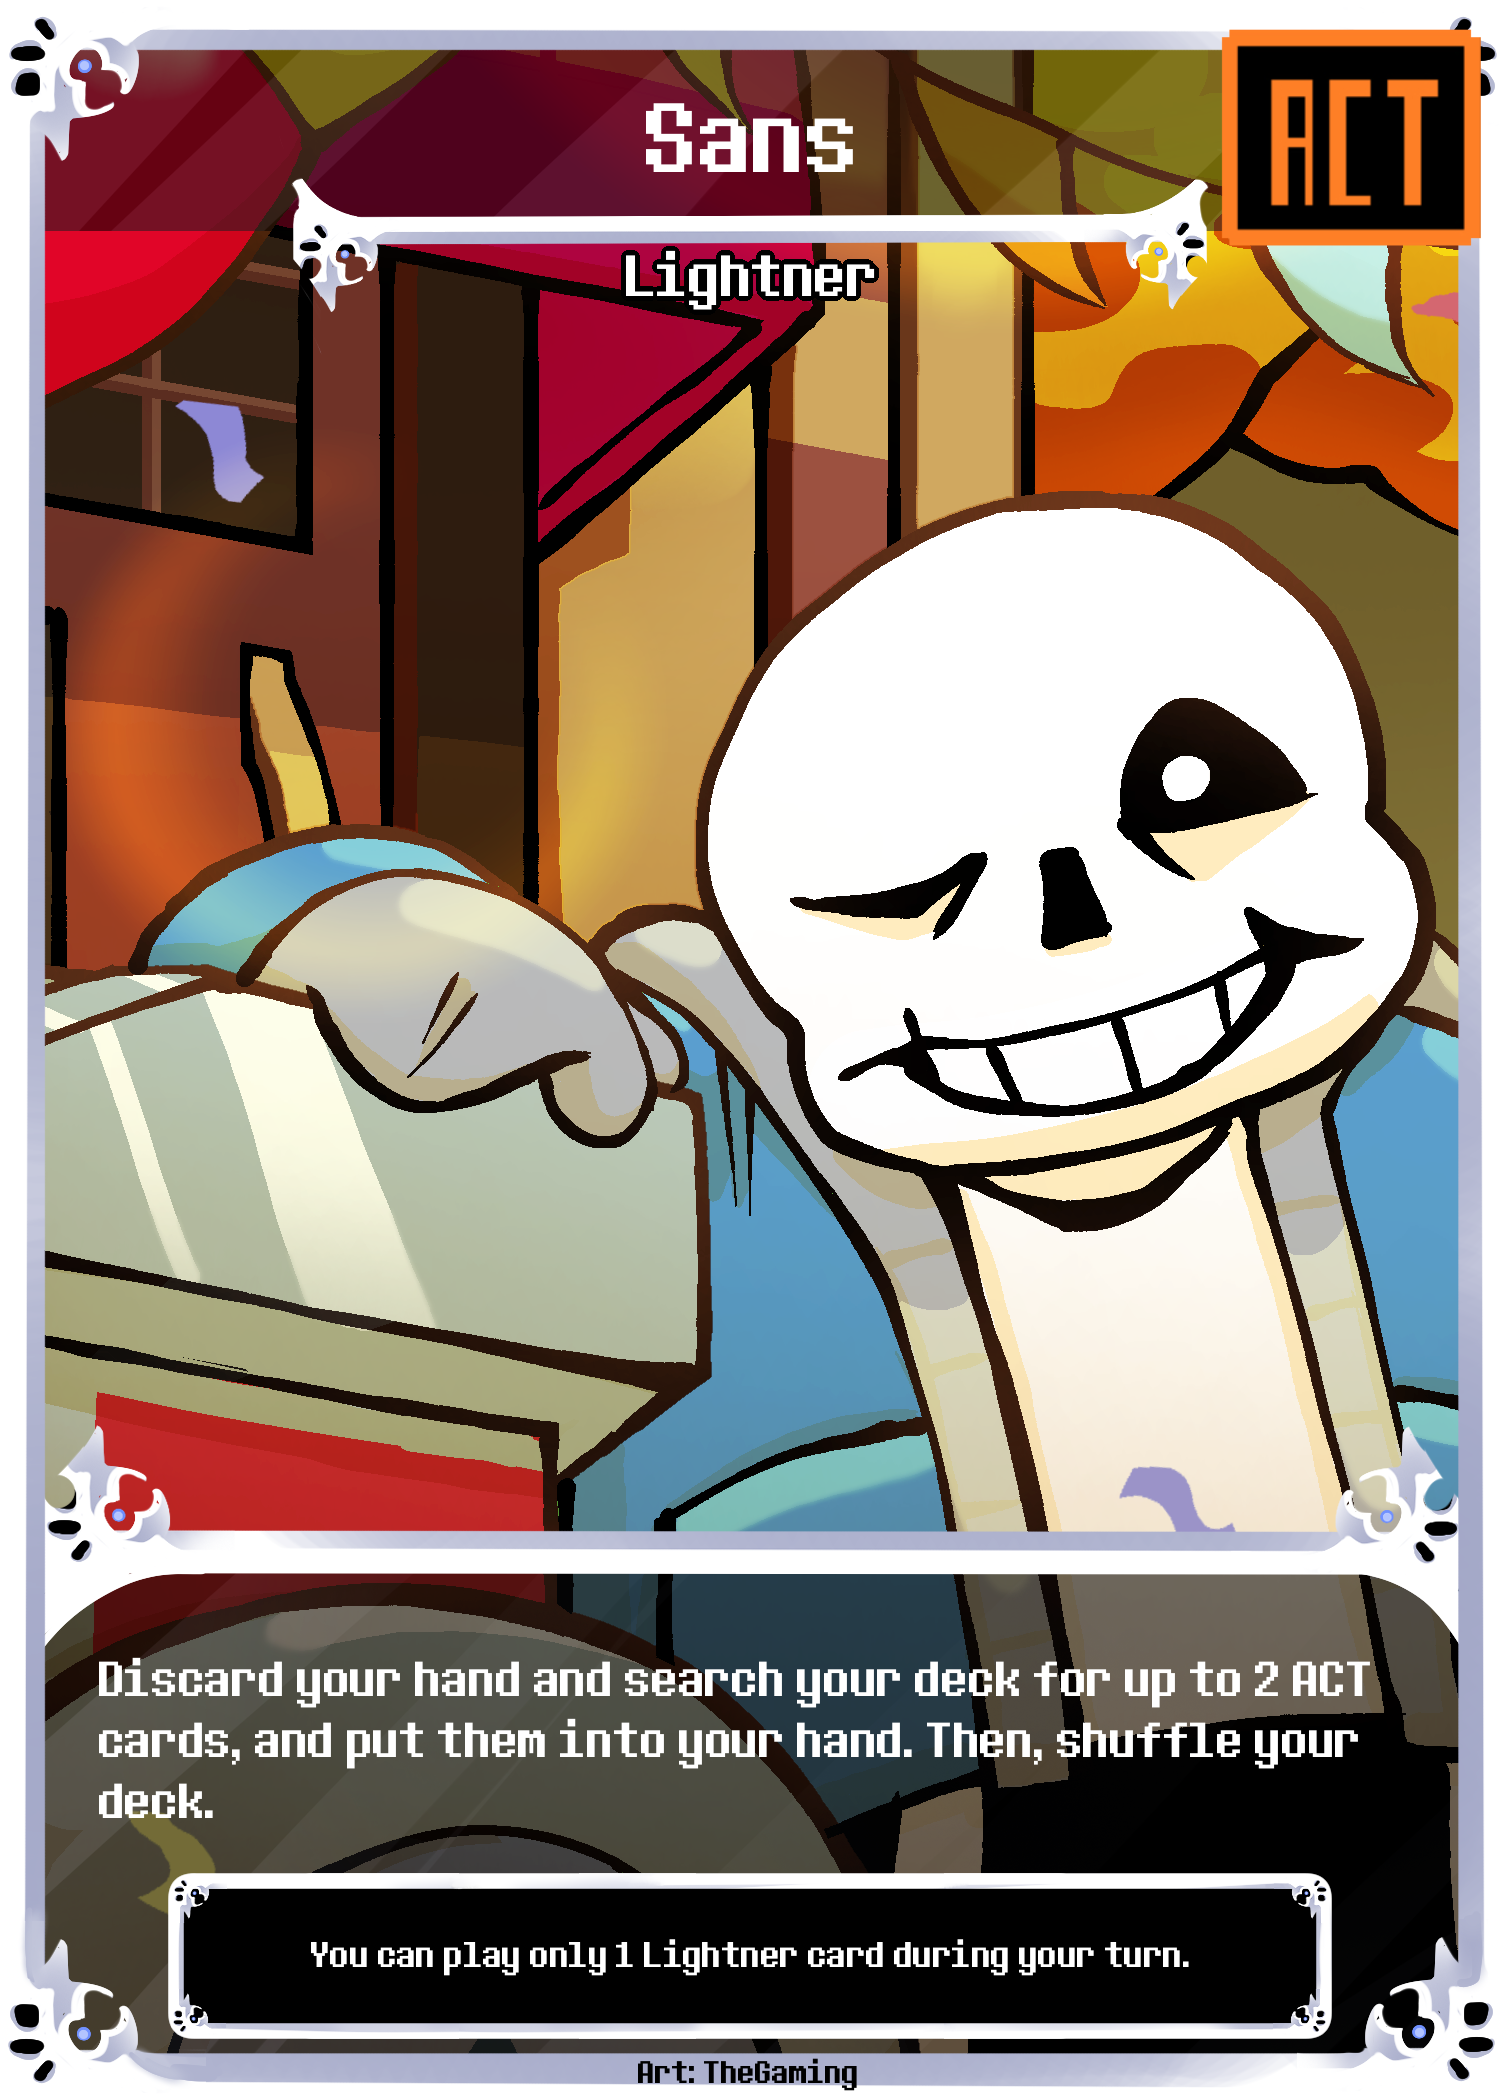 Sans
ACT
Lightner
Discard your hand and search your deck for up to 2 ACT
cards, and put them into your hand. Then, shuffle your
deck.
You can play only 1 Lightner card during your turn.
Art: TheGaming